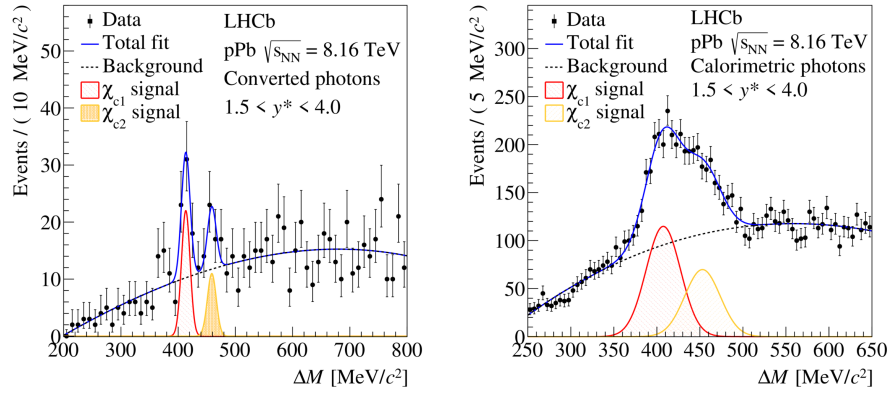 Events / ( 10 MeV/c²)
50
40
30
20
10
0
200
300
400
500
600
700
800
ΔM [MeV/c²]
Data
Total fit
Background
χc1 signal
χc2 signal
LHCb
pPb √sNN = 8.16 TeV
Converted photons
1.5 < y* < 4.0
Events / ( 5 MeV/c²)
300
250
200
150
100
50
0
250
300
350
400
450
500
550
600
650
ΔM [MeV/c²]
Data
Total fit
Background
χc1 signal
χc2 signal
LHCb
pPb √sNN = 8.16 TeV
Calorimetric photons
1.5 < y* < 4.0